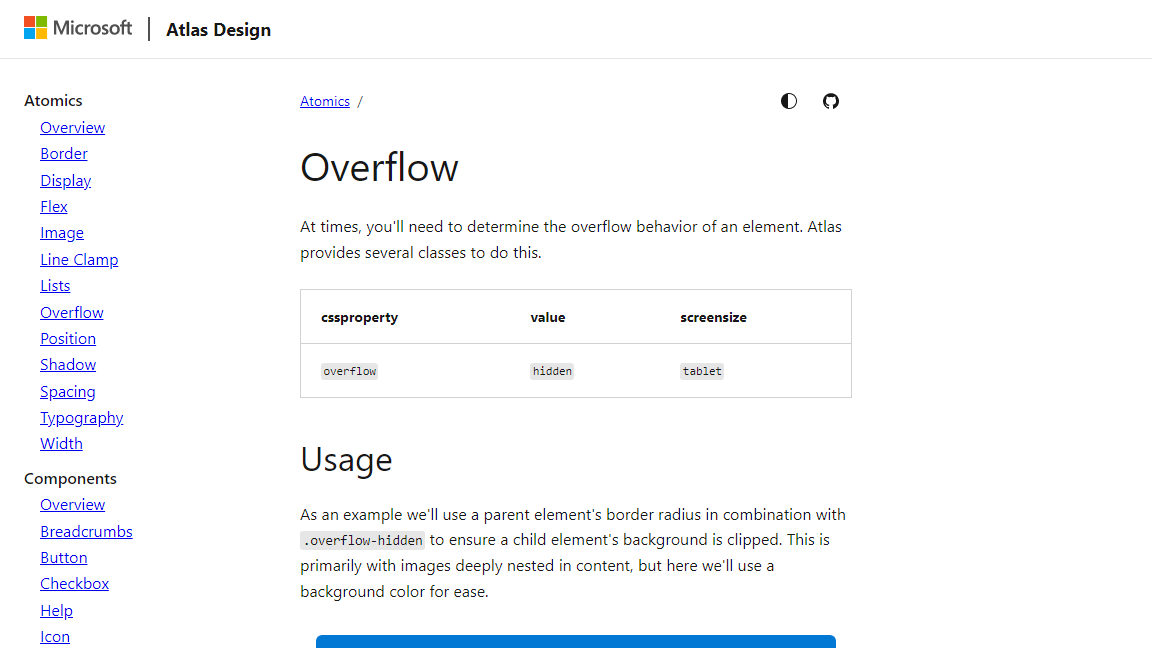 Microsoft
Atlas Design
Atomics
Overview
Border
Display
Flex
Image
Line Clamp
Lists
Overflow
Position
Shadow
Spacing
Typography
Width
Components
Overview
Breadcrumbs
Button
Checkbox
Help
Icon
Atomics /
Overflow
At times, you'll need to determine the overflow behavior of an element. Atlas
provides several classes to do this.
cssproperty value screensize
overflow hidden tablet
Usage
As an example we'll use a parent element's border radius in combination with
.overflow-hidden to ensure a child element's background is clipped. This is
primarily with images deeply nested in content, but here we'll use a
background color for ease.